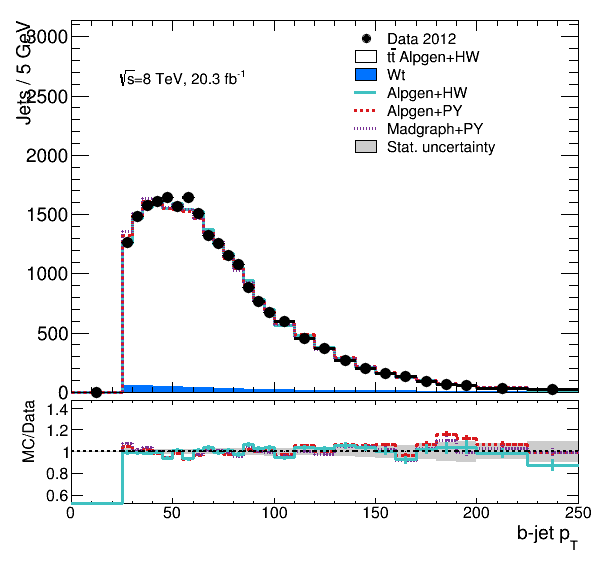 Jets / 5 GeV
3000
2500
2000
1500
1000
500
0
√s=8 TeV, 20.3 fb⁻¹
Data 2012
tt̄ Alpgen+HW
Wt
Alpgen+HW
Alpgen+PY
Madgraph+PY
Stat. uncertainty
MC/Data
1.4
1.2
1
0.8
0.6
0 50 100 150 200 250
b-jet p_T